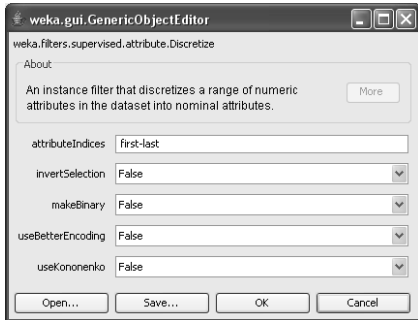 weka.gui.GenericObjectEditor
weka.filters.supervised.attribute.Discretize
About
An instance filter that discretizes a range of numeric
attributes in the dataset into nominal attributes.
More
attributeIndices first-last
invertSelection False
makeBinary False
useBetterEncoding False
useKononenko False
Open... Save... OK Cancel